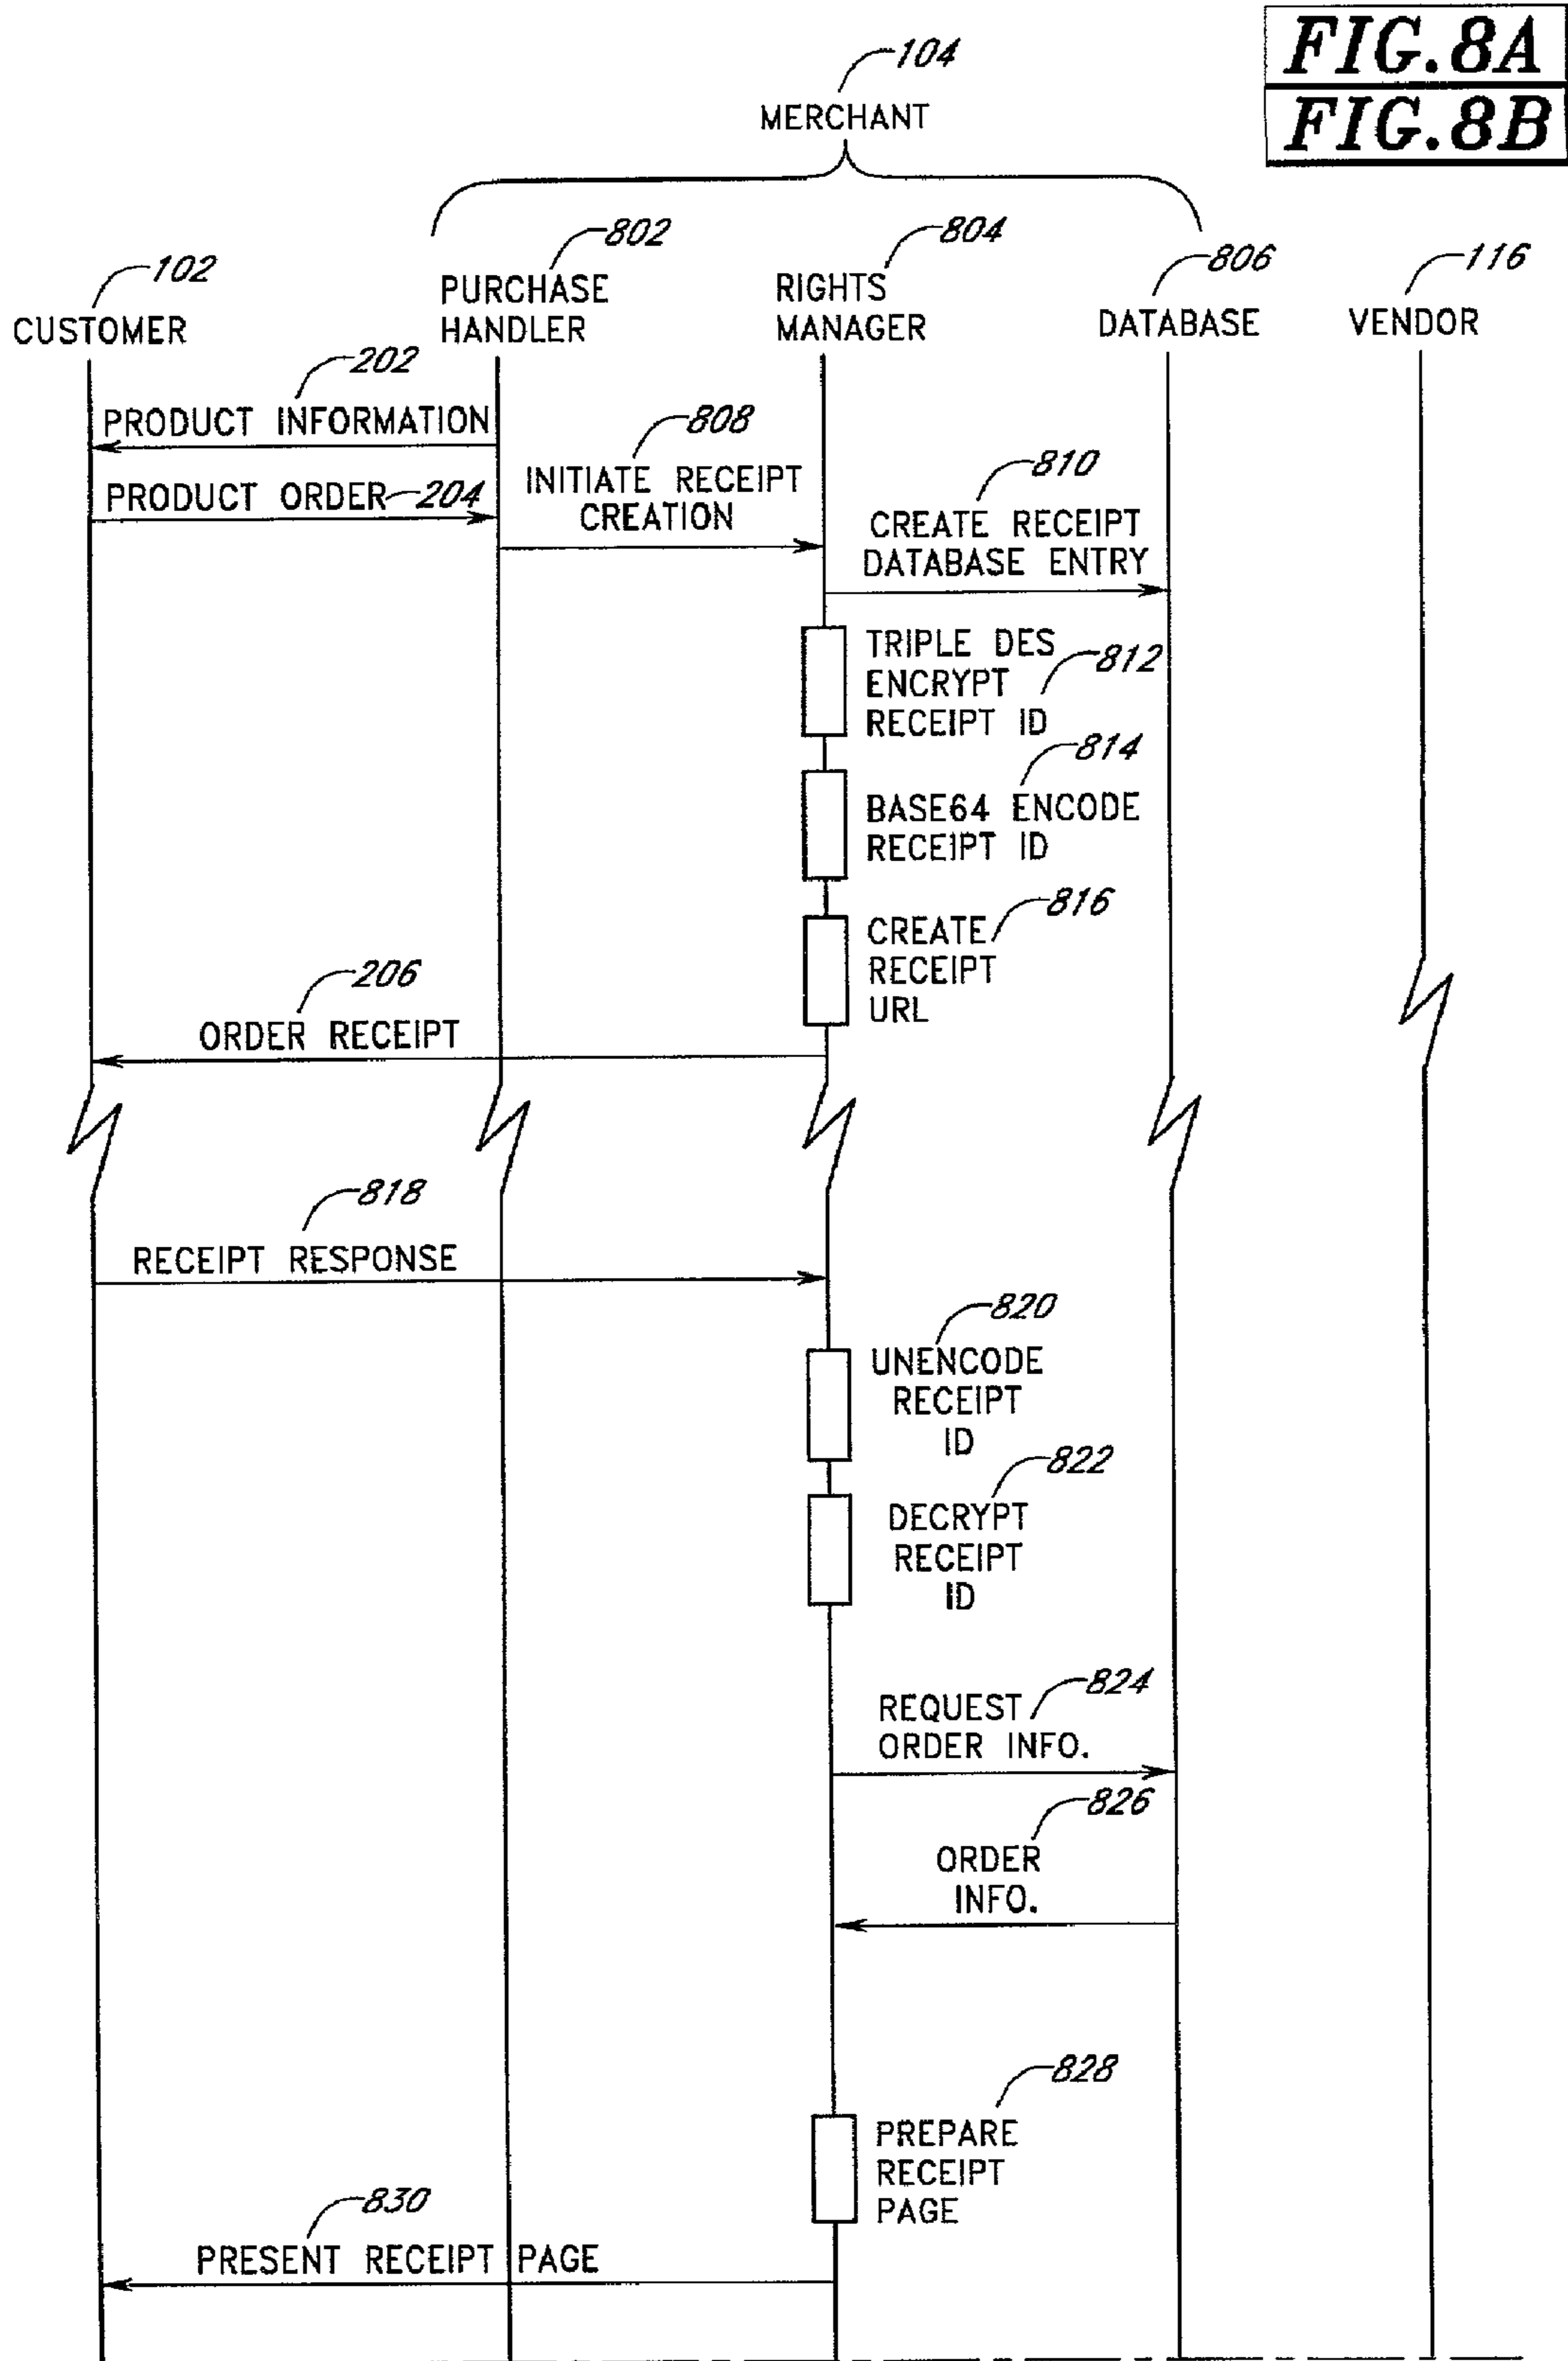 FIG.8A
FIG.8B
104
MERCHANT
102
CUSTOMER
802
PURCHASE
HANDLER
804
RIGHTS
MANAGER
806
DATABASE
116
VENDOR
202
PRODUCT INFORMATION
PRODUCT ORDER 204
808
INITIATE RECEIPT
CREATION
810
CREATE RECEIPT
DATABASE ENTRY
TRIPLE DES
ENCRYPT 812
RECEIPT ID
814
BASE64 ENCODE
RECEIPT ID
816
CREATE
RECEIPT
URL
206
ORDER RECEIPT
818
RECEIPT RESPONSE
820
UNENCODE
RECEIPT
ID
822
DECRYPT
RECEIPT
ID
824
REQUEST
ORDER INFO.
826
ORDER
INFO.
828
PREPARE
RECEIPT
PAGE
830
PRESENT RECEIPT PAGE